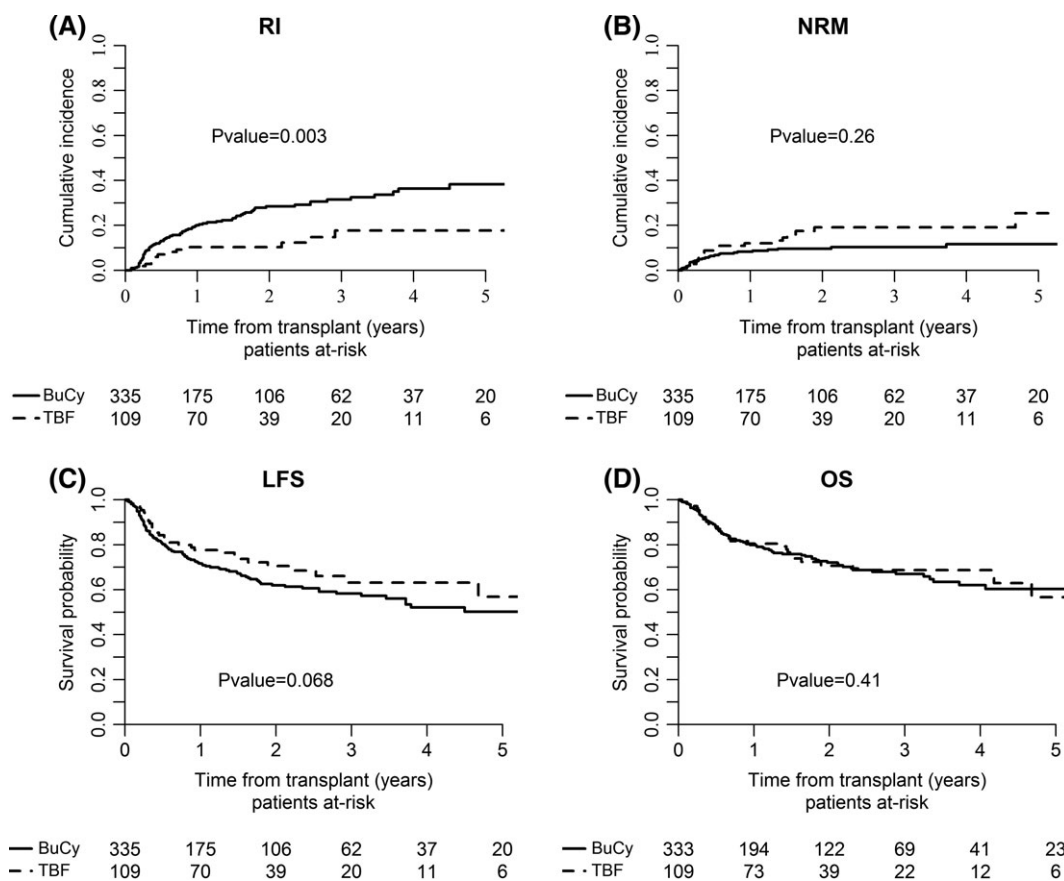 (A) RI
Cumulative incidence
0.0 0.2 0.4 0.6 0.8 1.0
Pvalue=0.003
0 1 2 3 4 5
Time from transplant (years)
patients at-risk
BuCy 335 175 106 62 37 20
TBF 109 70 39 20 11 6
(B) NRM
Cumulative incidence
0.0 0.2 0.4 0.6 0.8 1.0
Pvalue=0.26
0 1 2 3 4 5
Time from transplant (years)
patients at-risk
BuCy 335 175 106 62 37 20
TBF 109 70 39 20 11 6
(C) LFS
Survival probability
0.0 0.2 0.4 0.6 0.8 1.0
Pvalue=0.068
0 1 2 3 4 5
Time from transplant (years)
patients at-risk
BuCy 335 175 106 62 37 20
TBF 109 70 39 20 11 6
(D) OS
Survival probability
0.0 0.2 0.4 0.6 0.8 1.0
Pvalue=0.41
0 1 2 3 4 5
Time from transplant (years)
patients at-risk
BuCy 333 194 122 69 41 23
TBF 109 73 39 22 12 6